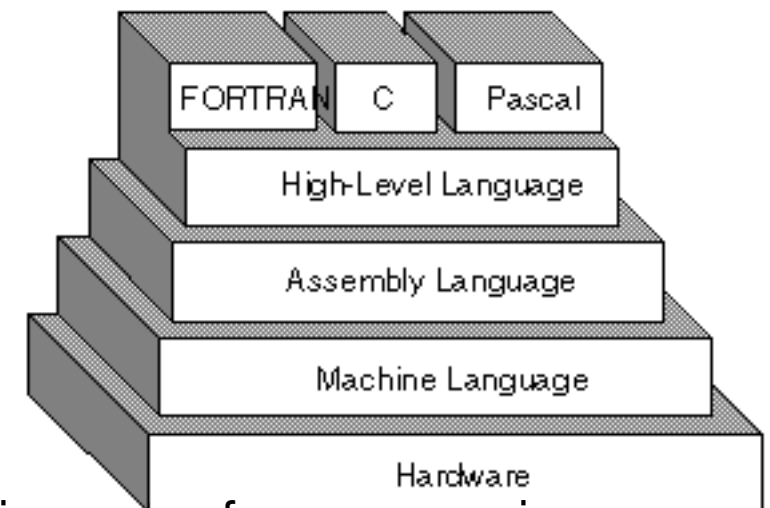 FORTRAN C Pascal
High-Level Language
Assembly Language
Machine Language
Hardware